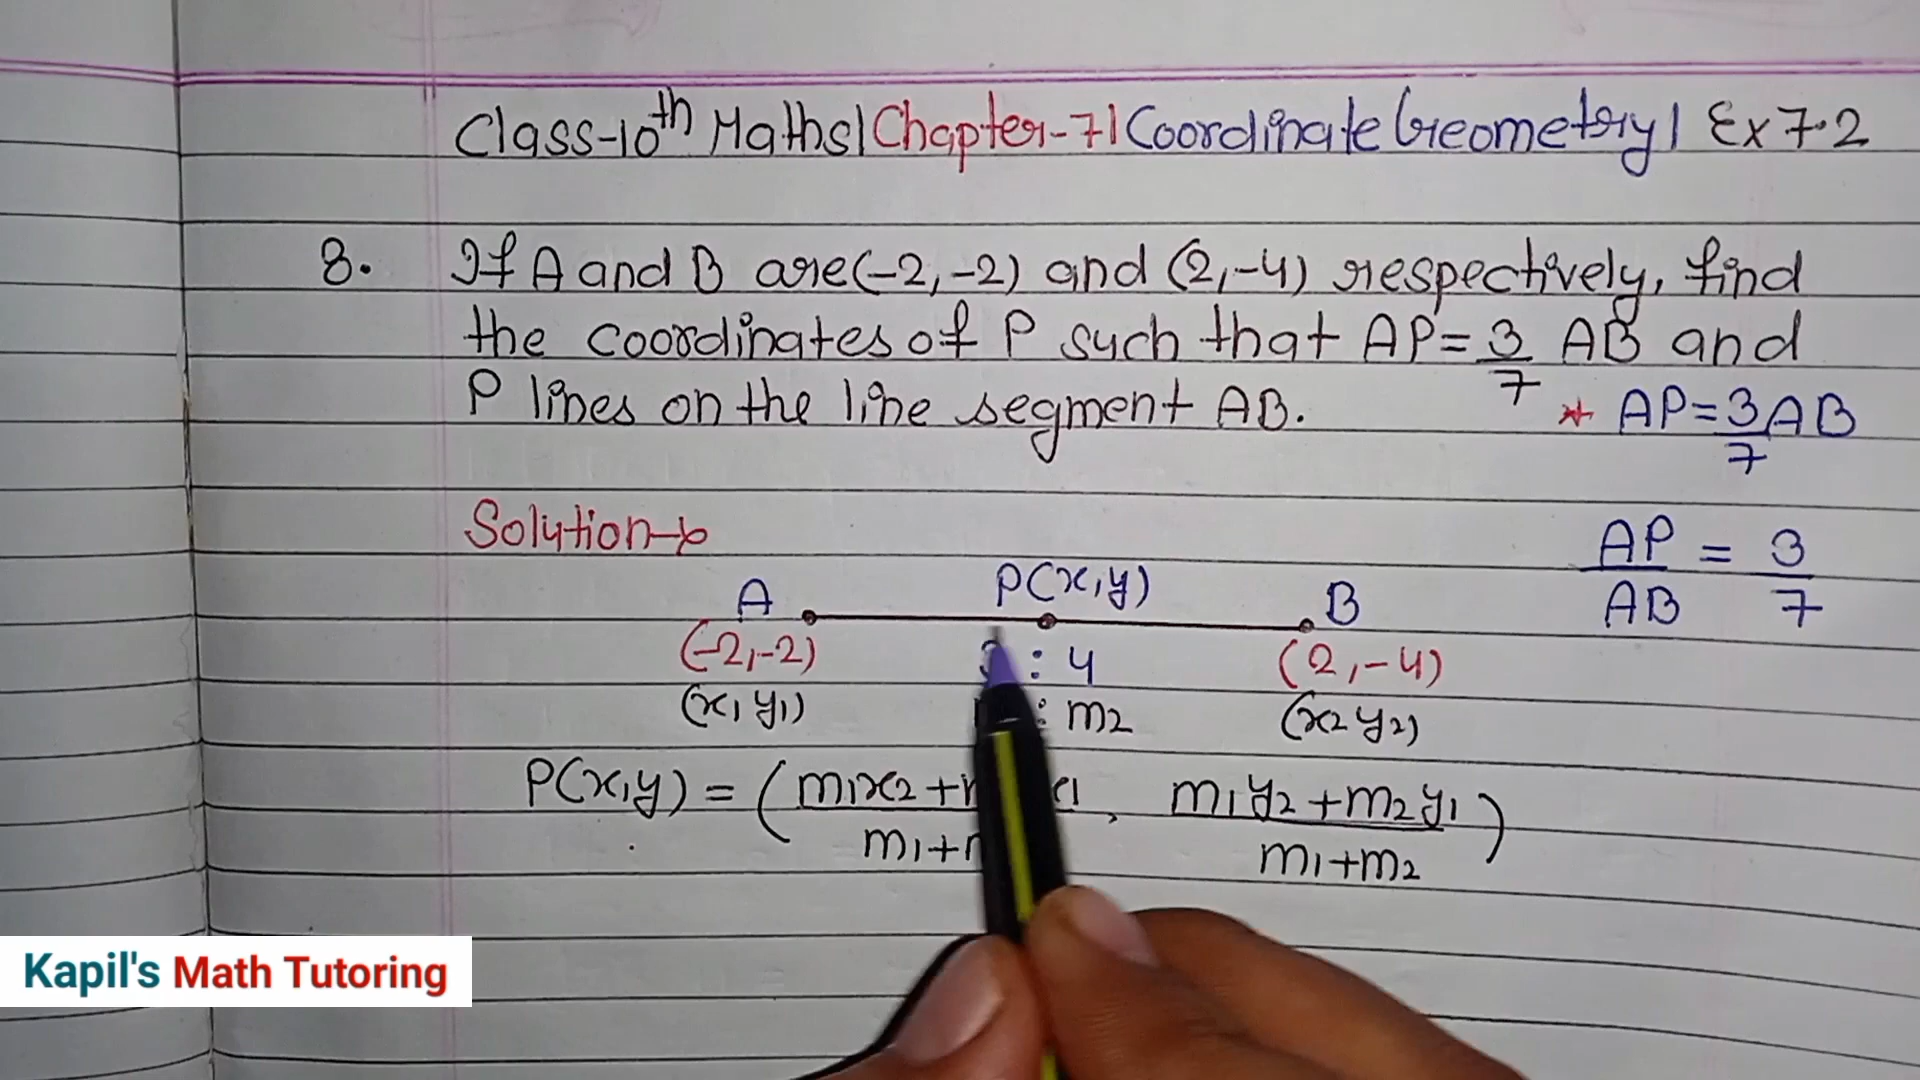 Class-10th Maths|Chapter-7|Coordinate Geometry| Ex 7.2
8. If A and B are (-2,-2) and (2,-4) respectively, find
the coordinates of P such that AP = 3/7 AB and
P lines on the line segment AB.
* AP = 3/7 AB
Solution→
AP/AB = 3/7
A P(x,y) B
(-2,-2) : 4 (2,-4)
(x1 y1) : m2 (x2 y2)
P(x,y) = (m1x2+ , m1y2+m2y1/m1+m2)
m1+
Kapil's Math Tutoring